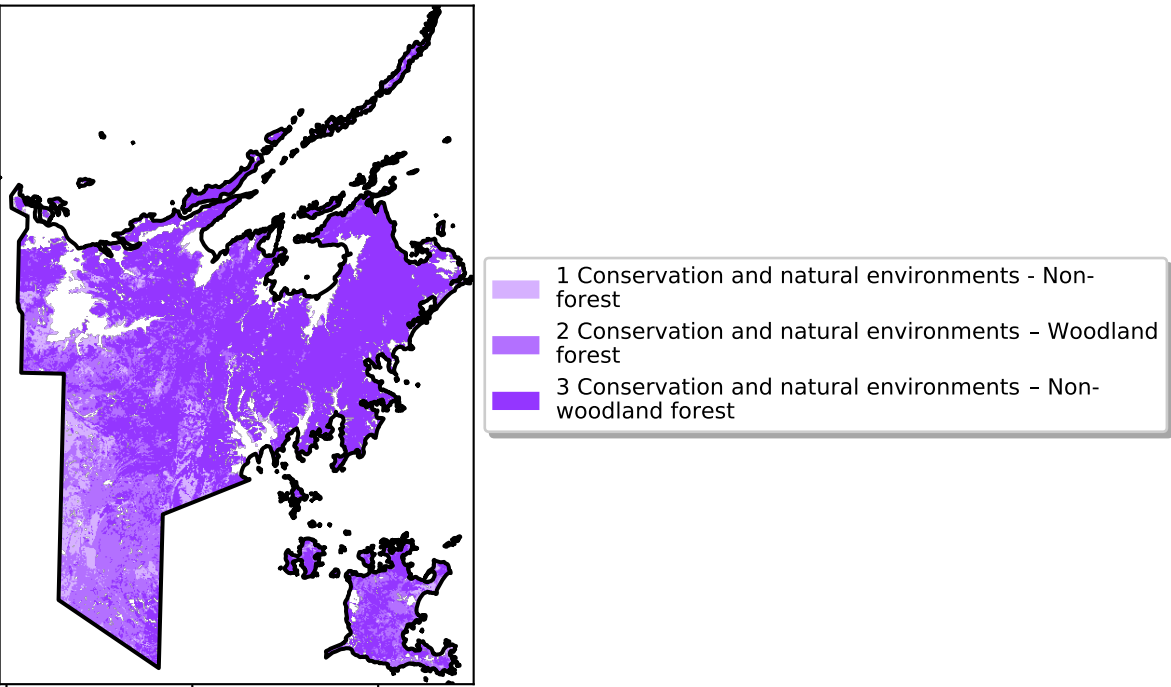 1 Conservation and natural environments - Non-
forest
2 Conservation and natural environments – Woodland
forest
3 Conservation and natural environments – Non-
woodland forest